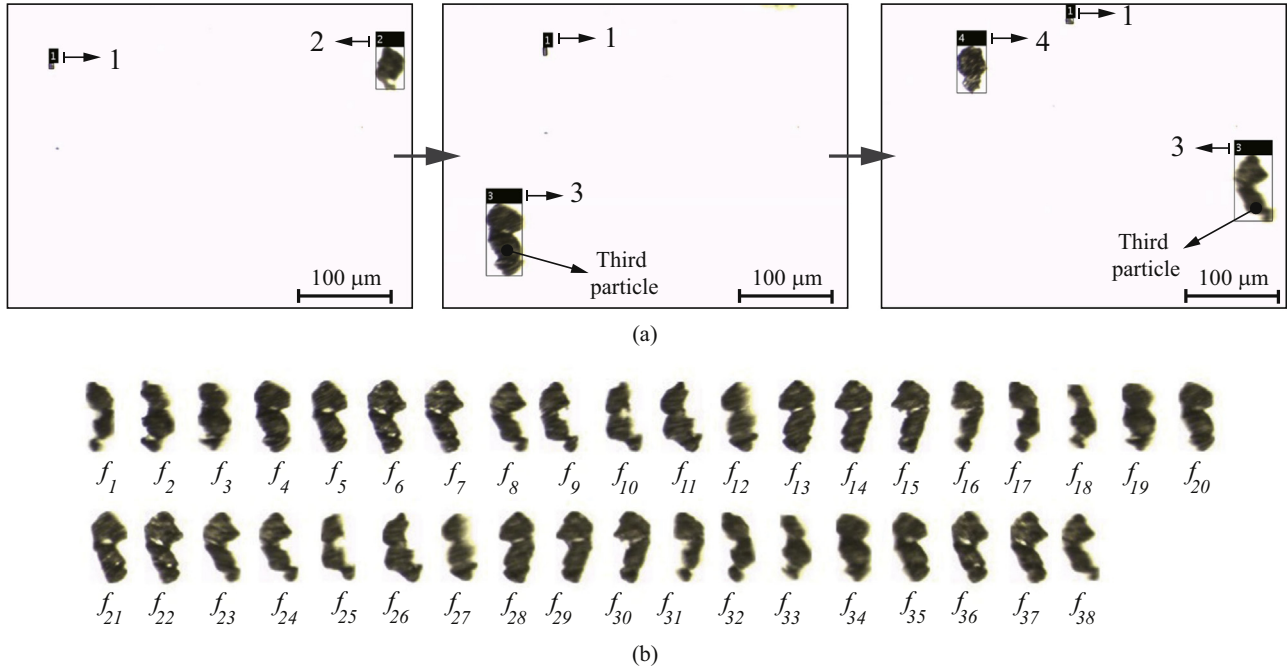 1 1 2 2
1 1
3 3
Third
particle
100 μm
1 1
4 4
3 3
Third
particle
100 μm
100 μm
(a)
f1 f2 f3 f4 f5 f6 f7 f8 f9 f10 f11 f12 f13 f14 f15 f16 f17 f18 f19 f20
f21 f22 f23 f24 f25 f26 f27 f28 f29 f30 f31 f32 f33 f34 f35 f36 f37 f38
(b)